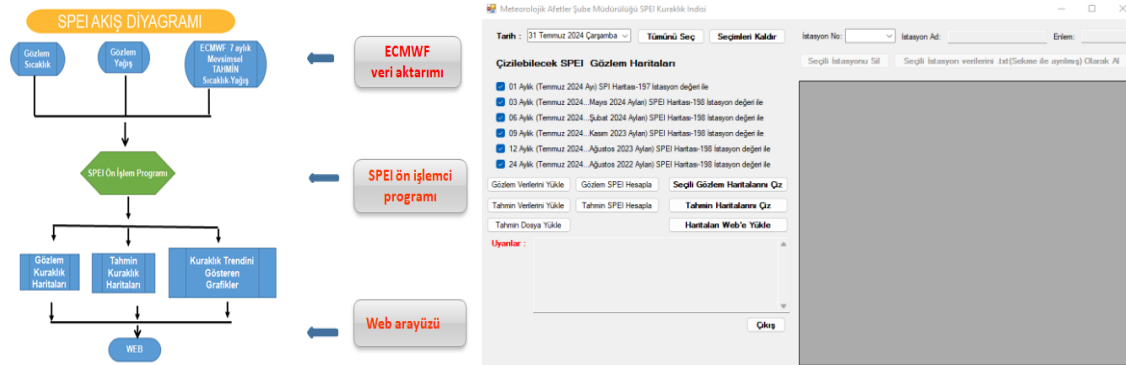 SPEI AKIŞ DİYAGRAMI
Gözlem
Sıcaklık
Gözlem
Yağış
ECMWF 7 aylık
Mevsimsel
TAHMİN
Sıcaklık-Yağış
ECMWF
veri aktarımı
SPEI Ön İşlem Programı
SPEI ön işlemci
programı
Gözlem
Kuraklık
Haritaları
Tahmin
Kuraklık
Haritaları
Kuraklık Trendini
Gösteren
Grafikler
Web arayüzü
WEB
Meteorolojik Afetler Şube Müdürlüğü SPEI Kuraklık Indisi
Tarih : 31 Temmuz 2024 Çarşamba Tümünü Seç Seçimleri Kaldır
Çizilebilecek SPEI Gözlem Haritaları
01 Aylık (Temmuz 2024 Ayı) SPI Haritası-197 İstasyon değeri ile
03 Aylık (Temmuz 2024...Mayıs 2024 Ayları) SPEI Haritası-198 İstasyon değeri ile
06 Aylık (Temmuz 2024...Şubat 2024 Ayları) SPEI Haritası-198 İstasyon değeri ile
09 Aylık (Temmuz 2024...Kasım 2023 Ayları) SPEI Haritası-198 İstasyon değeri ile
12 Aylık (Temmuz 2024...Ağustos 2023 Ayları) SPEI Haritası-198 İstasyon değeri ile
24 Aylık (Temmuz 2024...Ağustos 2022 Ayları) SPEI Haritası-198 İstasyon değeri ile
Gözlem Verilerini Yükle Gözlem SPEI Hesapla Seçili Gözlem Haritalarını Çiz
Tahmin Verilerini Yükle Tahmin SPEI Hesapla Tahmin Haritalarını Çiz
Tahmin Dosya Yükle Haritaları Web'e Yükle
Uyarılar :
Çıkış
İstasyon No: İstasyon Ad: Enlem:
Seçili İstasyonu Sil Seçili İstasyon verilerini .txt(Sekme ile ayrılmış) Olarak Al